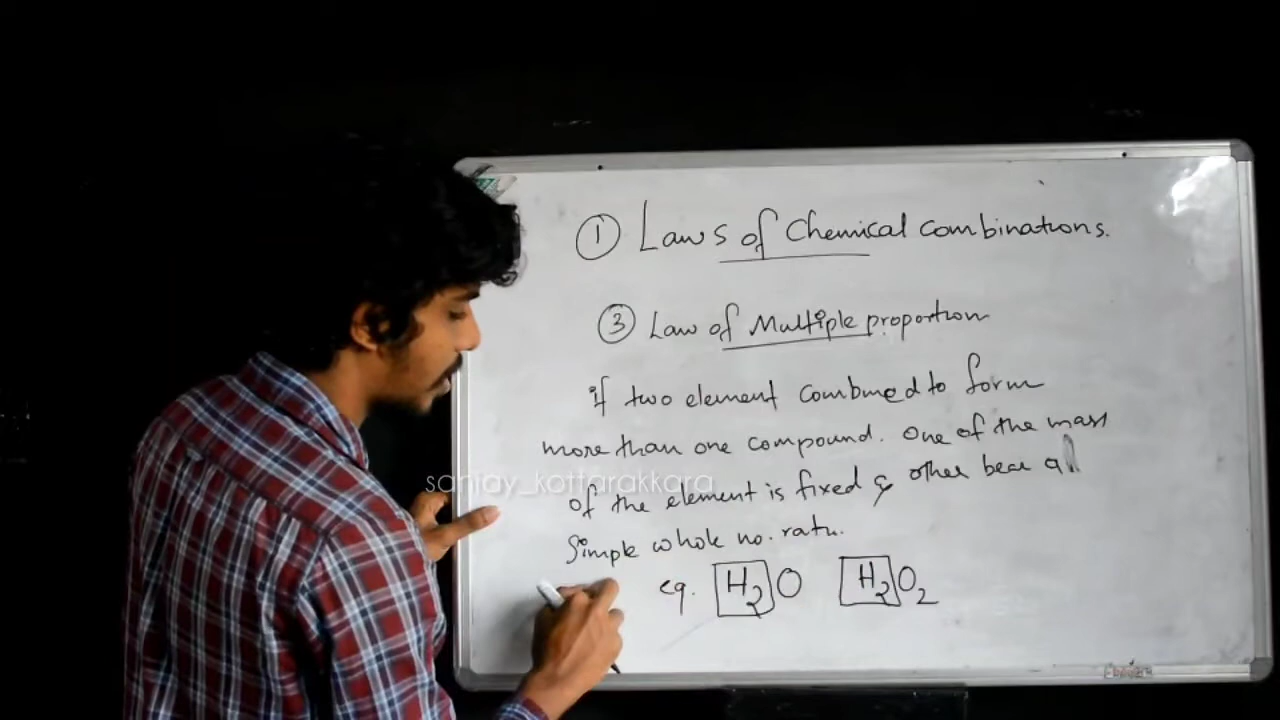 ① Laws of Chemical Combinations.
③ Law of Multiple proportion
if two element combined to form
more than one compound. One of the mass
of the element is fixed & other bear a
Simple whole no. ratio.
eg. H2O H2O2
sanjay_kottarakkara